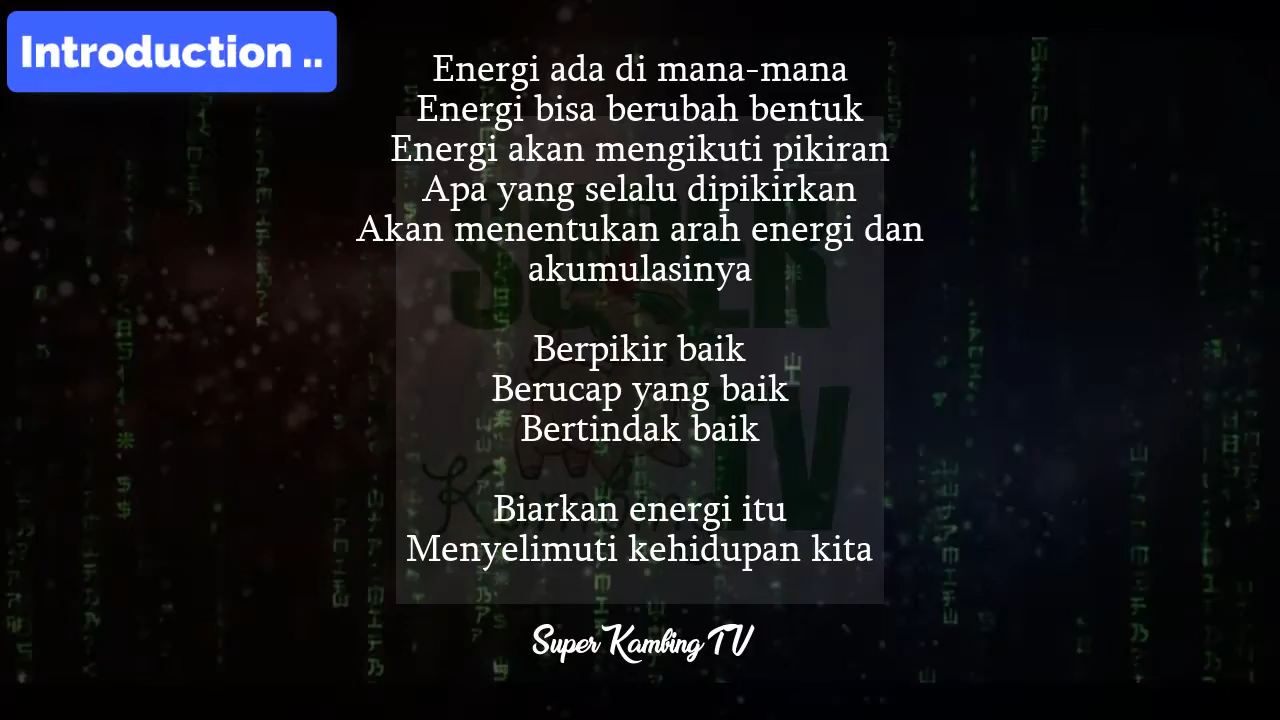 Introduction ..
Energi ada di mana-mana
Energi bisa berubah bentuk
Energi akan mengikuti pikiran
Apa yang selalu dipikirkan
Akan menentukan arah energi dan
akumulasinya
Berpikir baik
Berucap yang baik
Bertindak baik
Biarkan energi itu
Menyelimuti kehidupan kita
Super Kambing TV